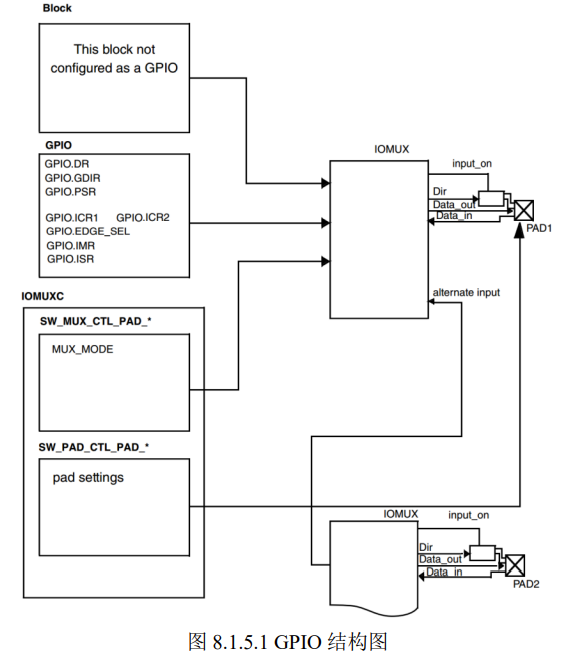 Block
This block not
configured as a GPIO
GPIO
GPIO.DR
GPIO.GDIR
GPIO.PSR
GPIO.ICR1 GPIO.ICR2
GPIO.EDGE_SEL
GPIO.IMR
GPIO.ISR
IOMUXC
SW_MUX_CTL_PAD_*
MUX_MODE
SW_PAD_CTL_PAD_*
pad settings
IOMUX
input_on
Dir
Data_out
Data_in
PAD1
alternate input
IOMUX
input_on
Dir
Data_out
Data_in
PAD2
图 8.1.5.1 GPIO 结构图